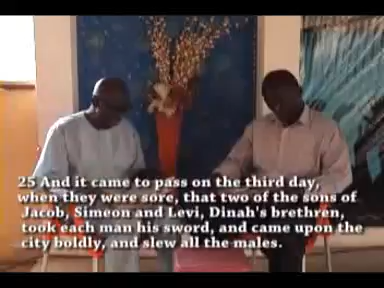 25 And it came to pass on the third day,
when they were sore, that two of the sons of
Jacob, Simeon and Levi, Dinah's brethren,
took each man his sword, and came upon the
city boldly, and slew all the males.